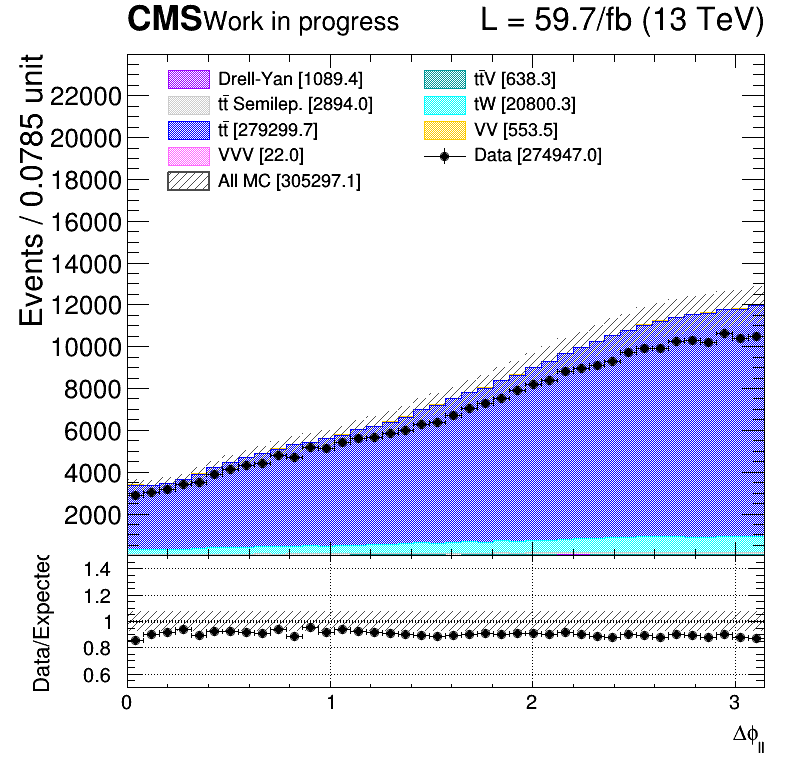 CMS Work in progress L = 59.7/fb (13 TeV)
Events / 0.0785 unit
22000
20000
18000
16000
14000
12000
10000
8000
6000
4000
2000
Drell-Yan [1089.4]
tt̄ Semilep. [2894.0]
tt̄ [279299.7]
VVV [22.0]
All MC [305297.1]
tt̄V [638.3]
tW [20800.3]
VV [553.5]
Data [274947.0]
Data/Expected
1.4
1.2
1
0.8
0.6
0 1 2 3
Δϕll